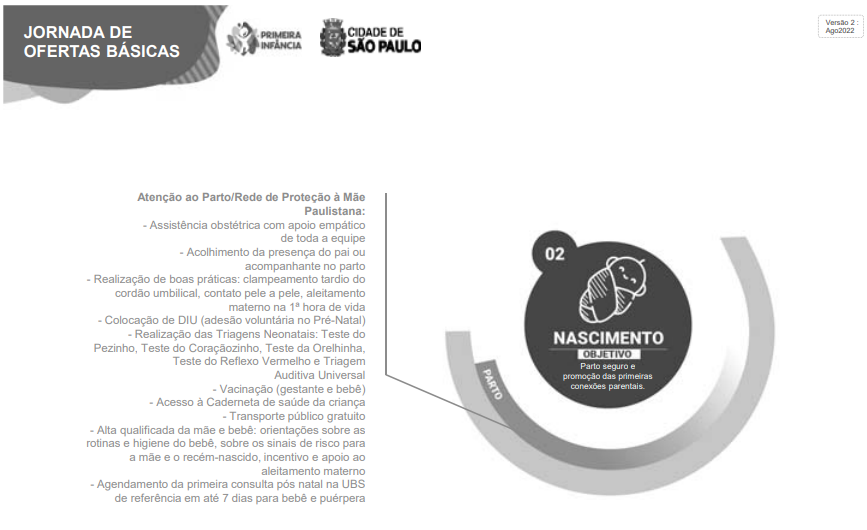 JORNADA DE
OFERTAS BÁSICAS
PRIMEIRA
INFÂNCIA
CIDADE DE
SÃO PAULO
Versão 2 :
Ago2022
Atenção ao Parto/Rede de Proteção à Mãe
Paulistana:
- Assistência obstétrica com apoio empático
de toda a equipe
- Acolhimento da presença do pai ou
acompanhante no parto
- Realização de boas práticas: clampeamento tardio do
cordão umbilical, contato pele a pele, aleitamento
materno na 1ª hora de vida
- Colocação de DIU (adesão voluntária no Pré-Natal)
- Realização das Triagens Neonatais: Teste do
Pezinho, Teste do Coraçãozinho, Teste da Orelhinha,
Teste do Reflexo Vermelho e Triagem
Auditiva Universal
- Vacinação (gestante e bebê)
- Acesso à Caderneta de saúde da criança
- Transporte público gratuito
- Alta qualificada da mãe e bebê: orientações sobre as
rotinas e higiene do bebê, sobre os sinais de risco para
a mãe e o recém-nascido, incentivo e apoio ao
aleitamento materno
- Agendamento da primeira consulta pós natal na UBS
de referência em até 7 dias para bebê e puérpera
02
NASCIMENTO
OBJETIVO
Parto seguro e
promoção das primeiras
conexões parentais.
PARTO